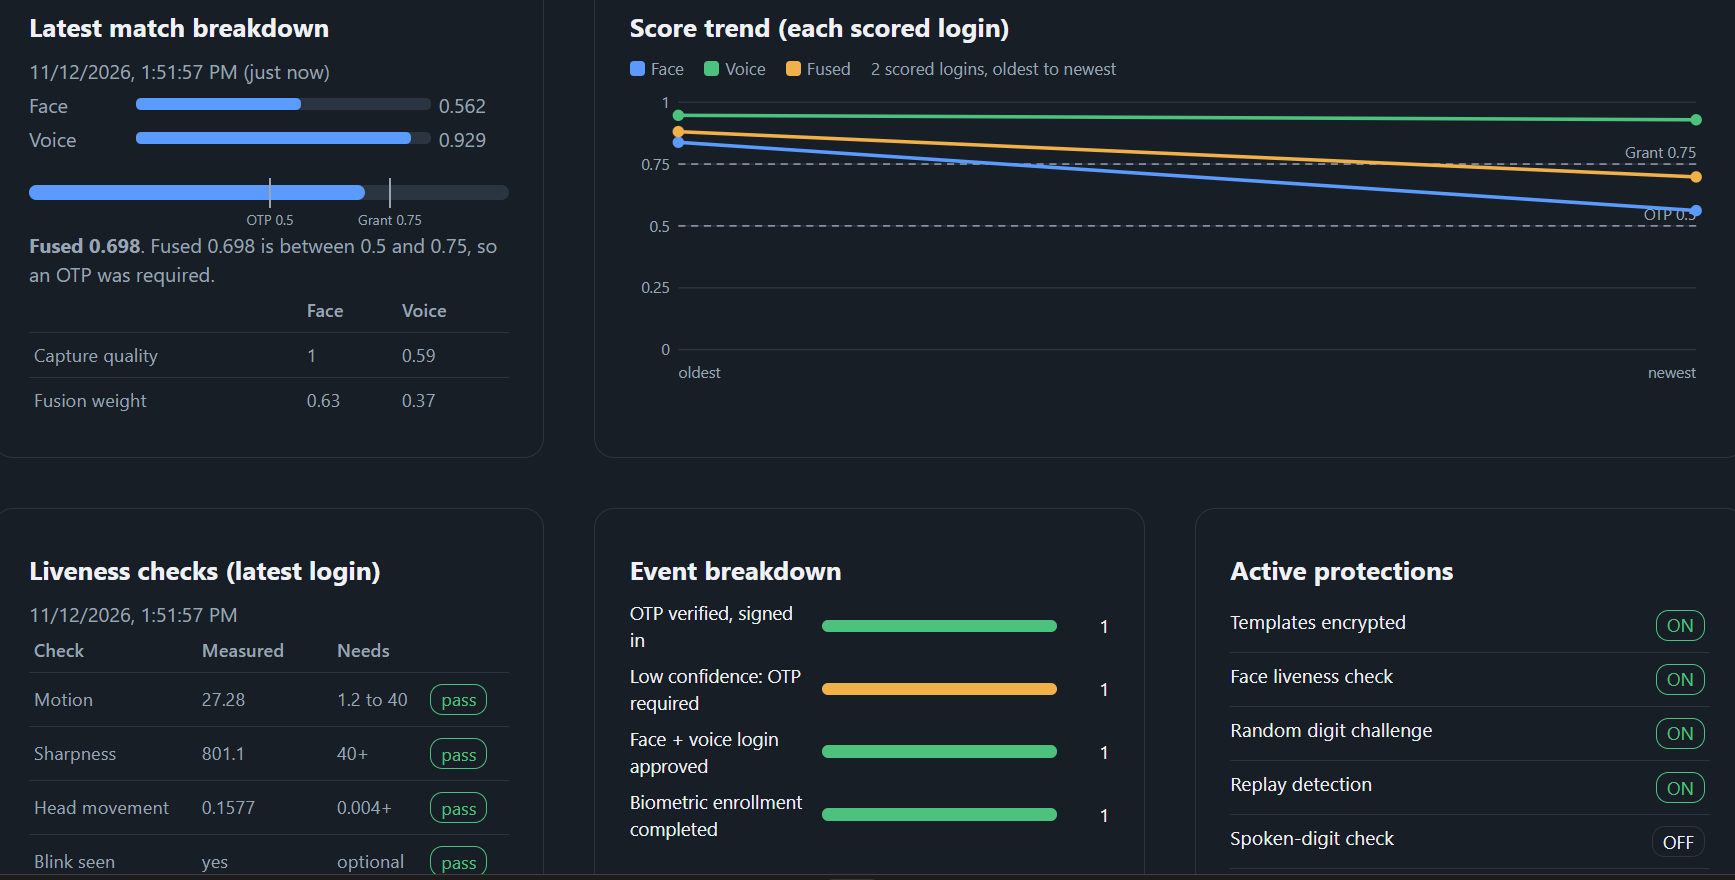 Latest match breakdown
11/12/2026, 1:51:57 PM (just now)
Face 0.562
Voice 0.929
OTP 0.5 Grant 0.75
Fused 0.698. Fused 0.698 is between 0.5 and 0.75, so
an OTP was required.
Face Voice
Capture quality 1 0.59
Fusion weight 0.63 0.37
Score trend (each scored login)
Face Voice Fused 2 scored logins, oldest to newest
1
Grant 0.75
0.75
OTP 0.5
0.5
0.25
0
oldest newest
Liveness checks (latest login)
11/12/2026, 1:51:57 PM
Check Measured Needs
Motion 27.28 1.2 to 40 pass
Sharpness 801.1 40+ pass
Head movement 0.1577 0.004+ pass
Blink seen yes optional pass
Event breakdown
OTP verified, signed
in 1
Low confidence: OTP
required 1
Face + voice login
approved 1
Biometric enrollment
completed 1
Active protections
Templates encrypted ON
Face liveness check ON
Random digit challenge ON
Replay detection ON
Spoken-digit check OFF